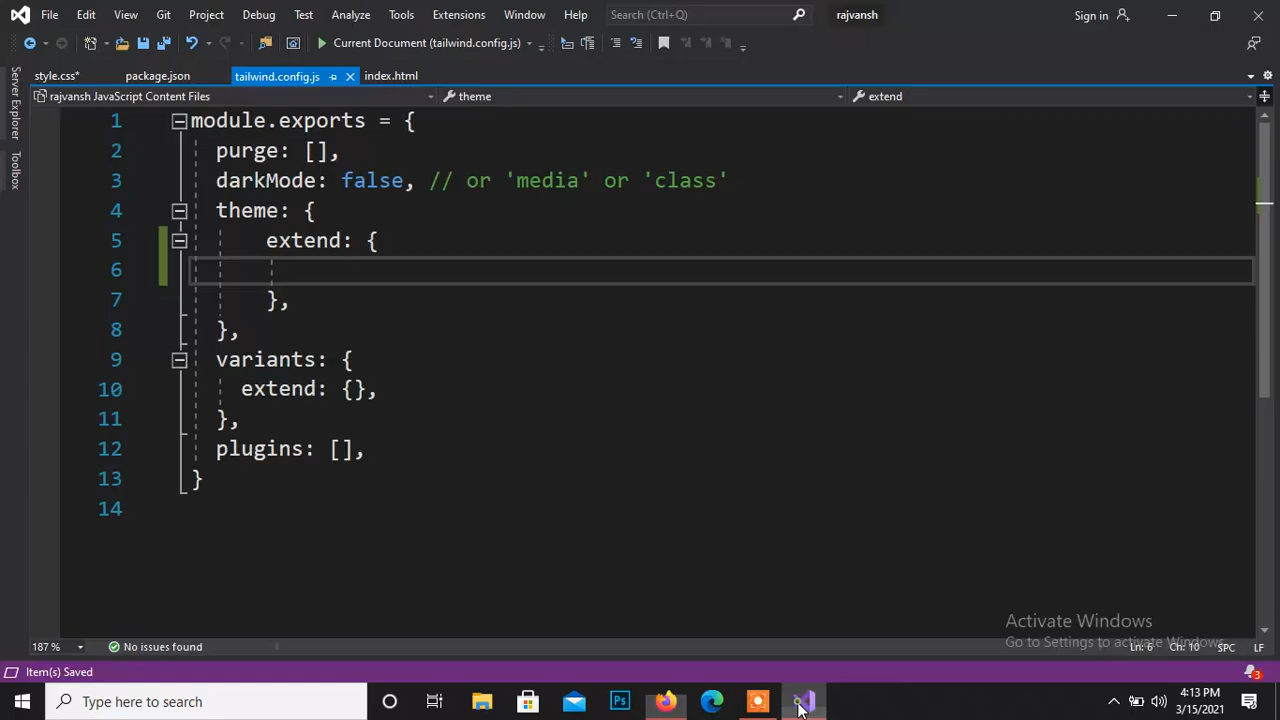 File Edit View Git Project Debug Test Analyze Tools Extensions Window Help Search (Ctrl+Q) rajvansh Sign in
Current Document (tailwind.config.js)
style.css* package.json tailwind.config.js index.html
rajvansh JavaScript Content Files theme extend
Server Explorer
Toolbox
1 module.exports = {
2 purge: [],
3 darkMode: false, // or 'media' or 'class'
4 theme: {
5 extend: {
6
7 },
8 },
9 variants: {
10 extend: {},
11 },
12 plugins: [],
13 }
14
Activate Windows
Go to Settings to activate Windows.
187 % No issues found Ln: 6 Ch: 10 SPC LF
Item(s) Saved 3
Type here to search Ps 4:13 PM
3/15/2021